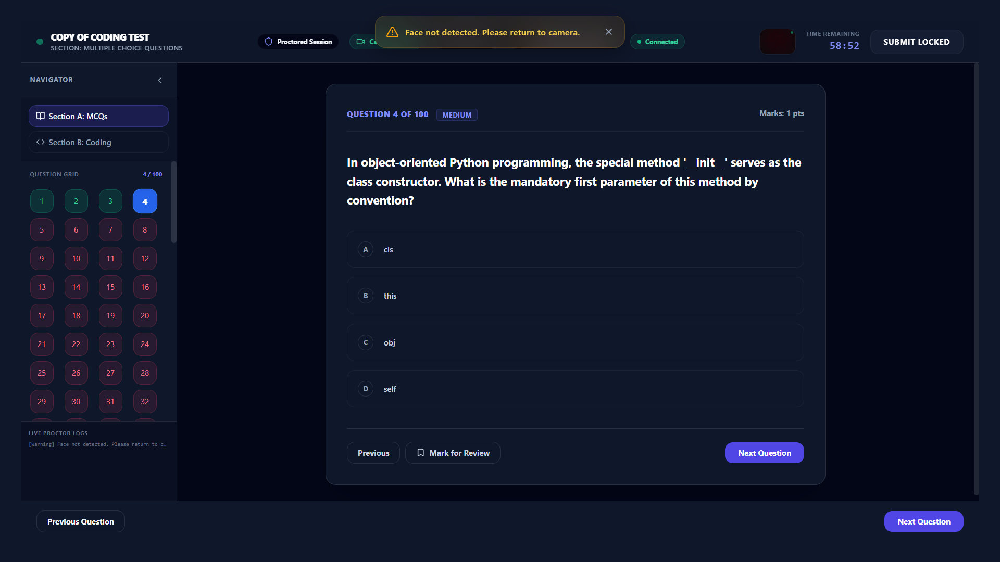 COPY OF CODING TEST
SECTION: MULTIPLE CHOICE QUESTIONS
Proctored Session
Face not detected. Please return to camera.
Connected
TIME REMAINING
58:52
SUBMIT LOCKED
NAVIGATOR
Section A: MCQs
Section B: Coding
QUESTION GRID 4 / 100
1 2 3 4
5 6 7 8
9 10 11 12
13 14 15 16
17 18 19 20
21 22 23 24
25 26 27 28
29 30 31 32
LIVE PROCTOR LOGS
[Warning] Face not detected. Please return to c…
QUESTION 4 OF 100 MEDIUM Marks: 1 pts
In object-oriented Python programming, the special method '__init__' serves as the
class constructor. What is the mandatory first parameter of this method by
convention?
A cls
B this
C obj
D self
Previous Mark for Review Next Question
Previous Question Next Question